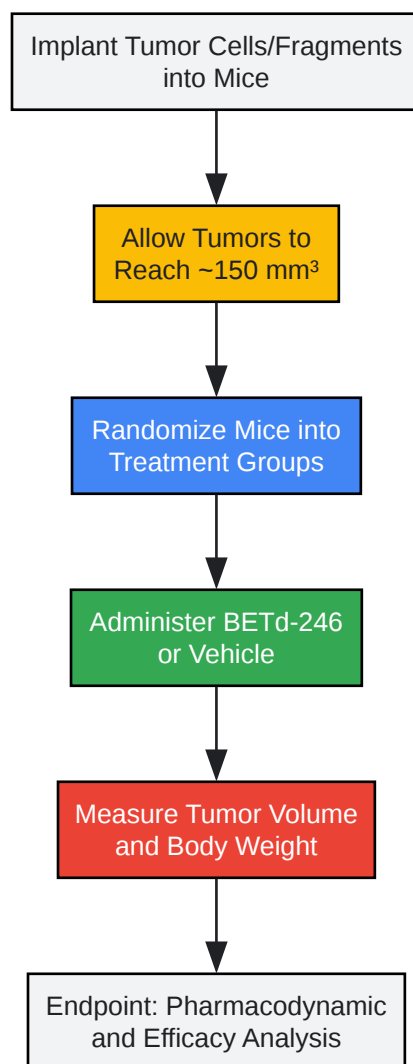 Implant Tumor Cells/Fragments
into Mice
Allow Tumors to
Reach ~150 mm³
Randomize Mice into
Treatment Groups
Administer BETd-246
or Vehicle
Measure Tumor Volume
and Body Weight
Endpoint: Pharmacodynamic
and Efficacy Analysis